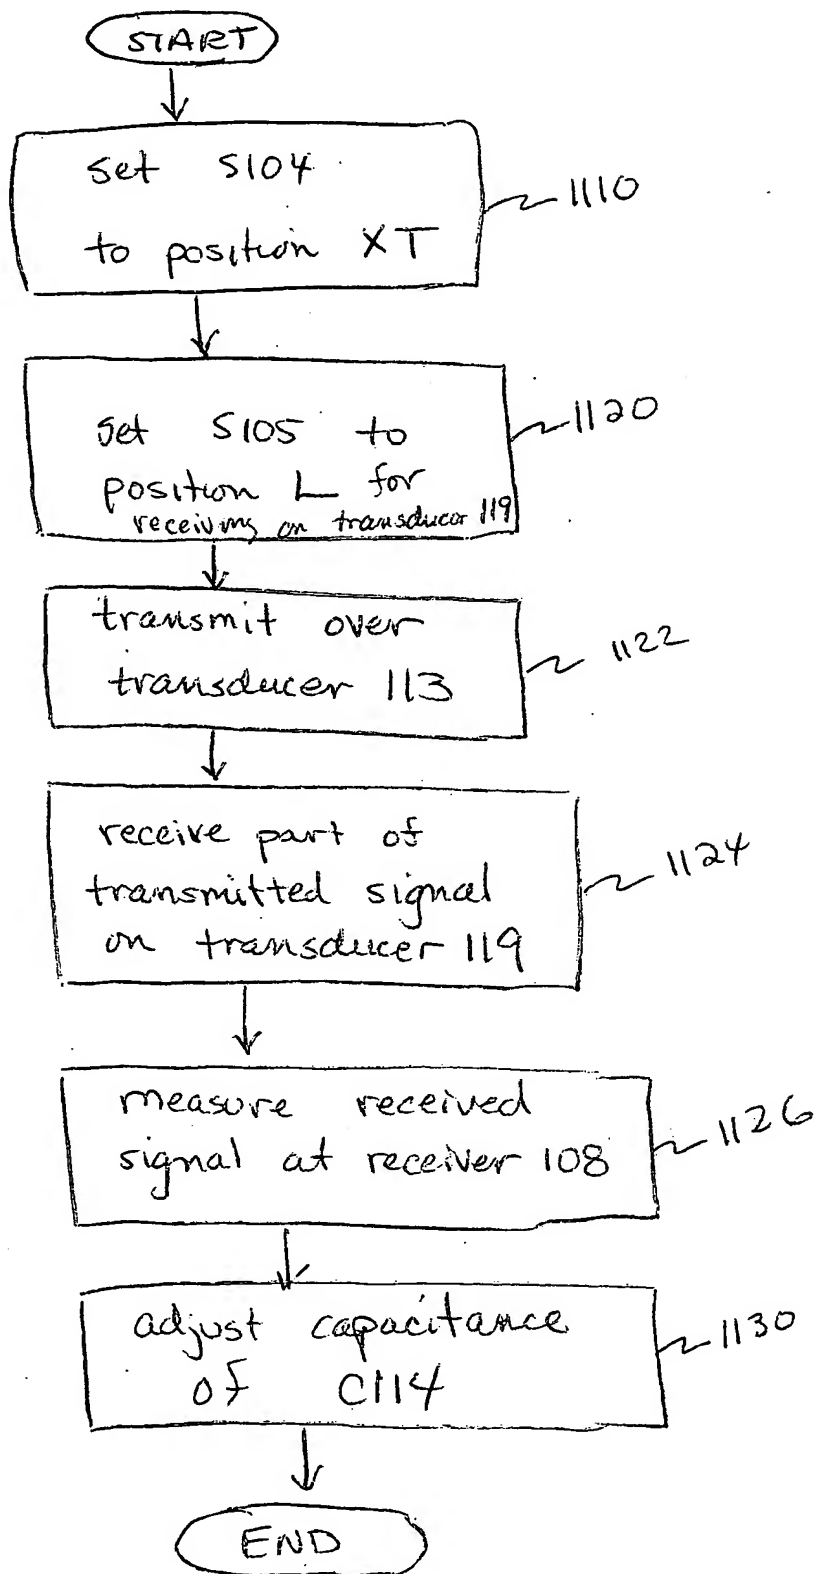 START
set S104
to position XT
1110
set S105 to
position L for
receiving on transducor 119
1120
transmit over
transducer 113
1122
receive part of
transmitted signal
on transducer 119
1124
measure received
signal at receiver 108
1126
adjust capacitance
of C114
1130
END